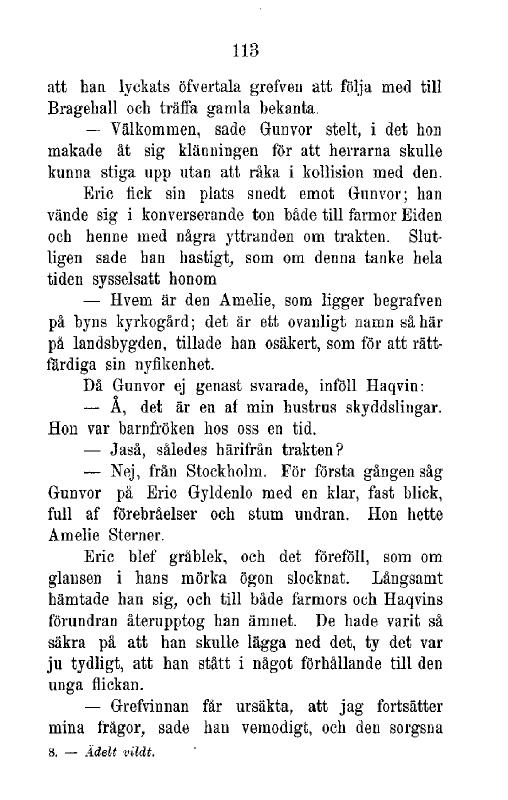 113
att han lyckats öfvertala grefven att följa med till
Bragehall och träffa gamla bekanta.
— Välkommen, sade Gunvor stelt, i det hon
makade åt sig klänningen för att herrarna skulle
kunna stiga upp utan att råka i kollision med den.
Eric fick sin plats snedt emot Gunvor; han
vände sig i konverserande ton både till farmor Eiden
och henne med några yttranden om trakten. Slut-
ligen sade han hastigt, som om denna tanke hela
tiden sysselsatt honom
— Hvem är den Amelie, som ligger begrafven
på byns kyrkogård; det är ett ovanligt namn så här
på landsbygden, tillade han osäkert, som för att rätt-
färdiga sin nyfikenhet.
Då Gunvor ej genast svarade, inföll Haqvin:
— Å, det är en af min hustrus skyddslingar.
Hon var barnfröken hos oss en tid.
— Jaså, således härifrån trakten?
— Nej, från Stockholm. För första gången såg
Gunvor på Eric Gyldenlo med en klar, fast blick,
full af förebråelser och stum undran. Hon hette
Amelie Sterner.
Eric blef gråblek, och det föreföll, som om
glansen i hans mörka ögon slocknat. Långsamt
hämtade han sig, och till både farmors och Haqvins
förundran återupptog han ämnet. De hade varit så
säkra på att han skulle lägga ned det, ty det var
ju tydligt, att han stått i något förhållande till den
unga flickan.
— Grefvinnan får ursäkta, att jag fortsätter
mina frågor, sade han vemodigt, och den sorgsna
8. — Ädelt vildt.